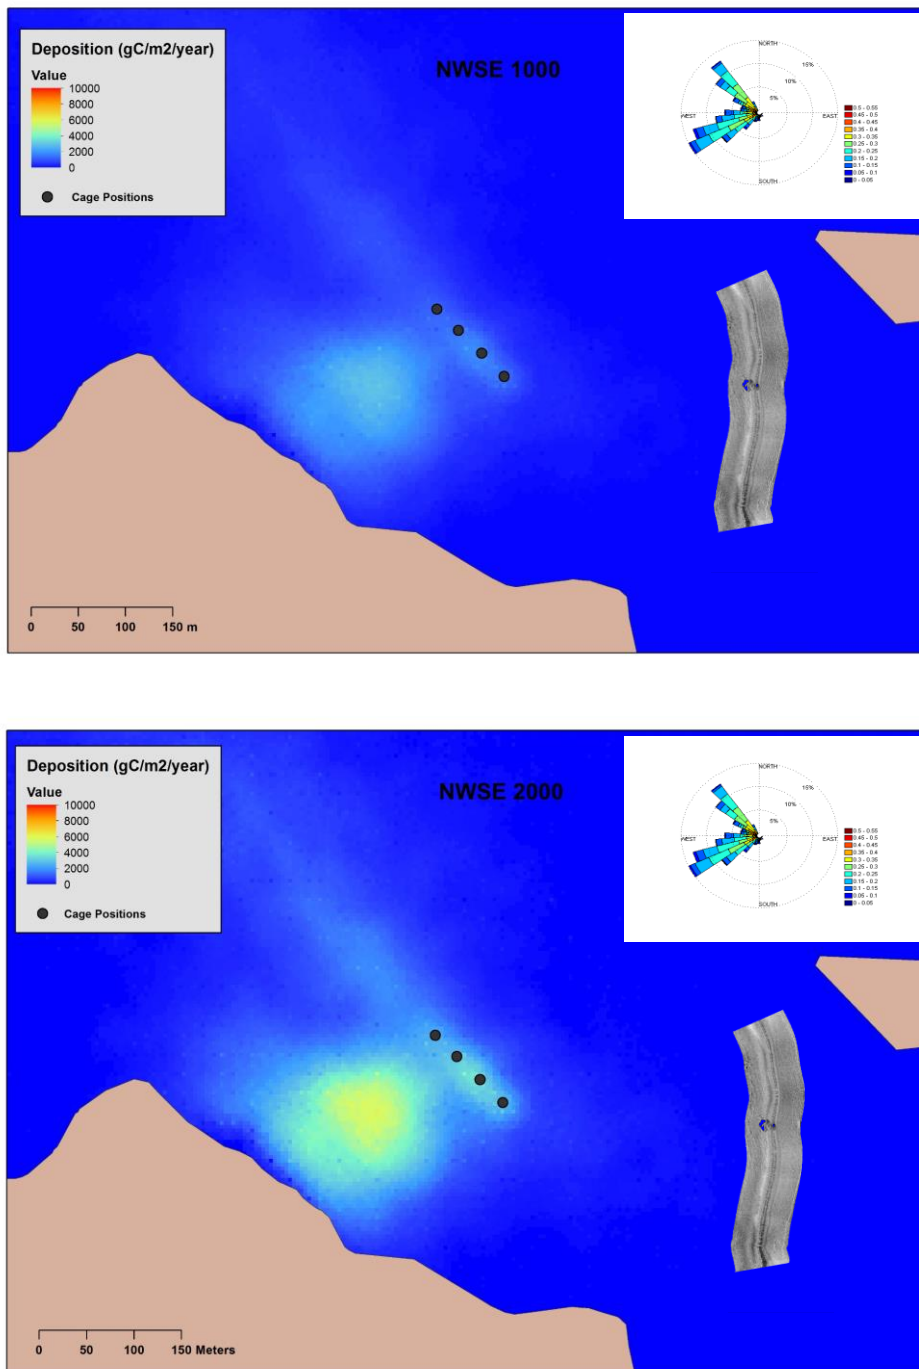 Deposition (gC/m2/year)
Value
10000
8000
6000
4000
2000
0
Cage Positions
NWSE 1000
NORTH
15%
10%
5%
WEST
EAST
SOUTH
0.5 - 0.55
0.45 - 0.5
0.4 - 0.45
0.35 - 0.4
0.3 - 0.35
0.25 - 0.3
0.2 - 0.25
0.15 - 0.2
0.1 - 0.15
0.05 - 0.1
0 - 0.05
0 50 100 150 m
Deposition (gC/m2/year)
Value
10000
8000
6000
4000
2000
0
Cage Positions
NWSE 2000
NORTH
15%
10%
5%
WEST
EAST
SOUTH
0.5 - 0.55
0.45 - 0.5
0.4 - 0.45
0.35 - 0.4
0.3 - 0.35
0.25 - 0.3
0.2 - 0.25
0.15 - 0.2
0.1 - 0.15
0.05 - 0.1
0 - 0.05
0 50 100 150 Meters